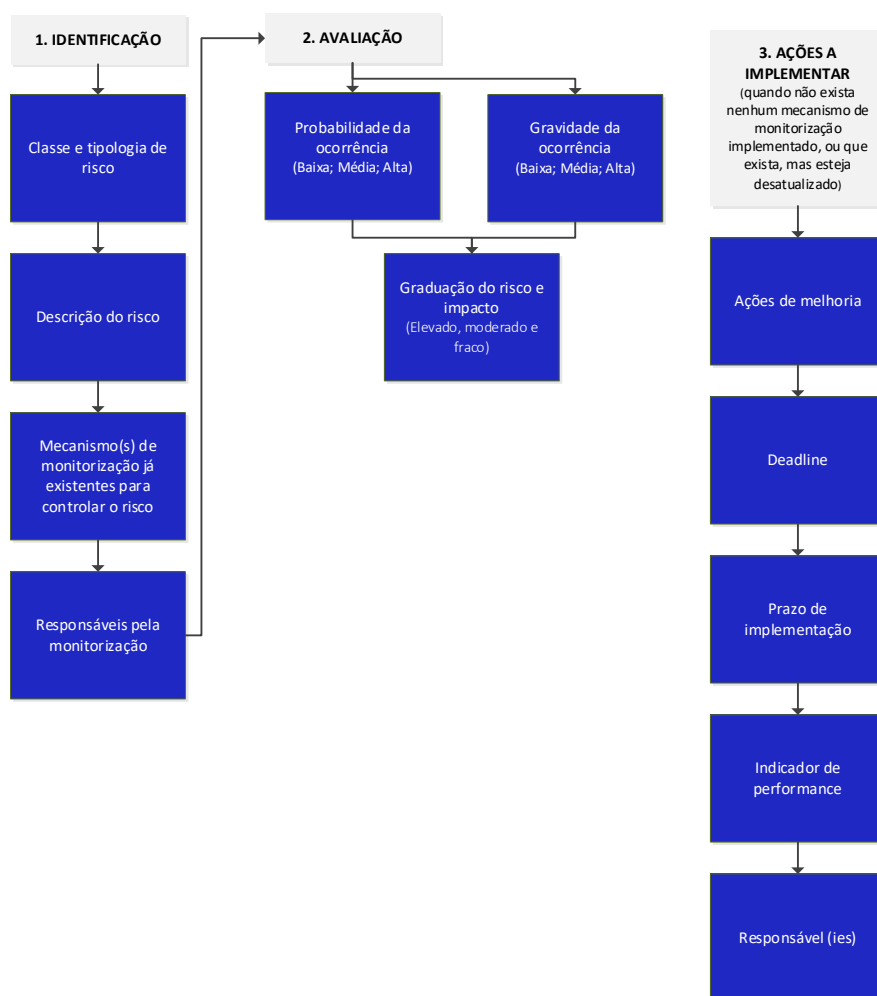 1. IDENTIFICAÇÃO
Classe e tipologia de
risco
Descrição do risco
Mecanismo(s) de
monitorização já
existentes para
controlar o risco
Responsáveis pela
monitorização
2. AVALIAÇÃO
Probabilidade da
ocorrência
(Baixa; Média; Alta)
Gravidade da
ocorrência
(Baixa; Média; Alta)
Graduação do risco e
impacto
(Elevado, moderado e
fraco)
3. AÇÕES A
IMPLEMENTAR
(quando não exista
nenhum mecanismo de
monitorização
implementado, ou que
exista, mas esteja
desatualizado)
Ações de melhoria
Deadline
Prazo de
implementação
Indicador de
performance
Responsável (ies)